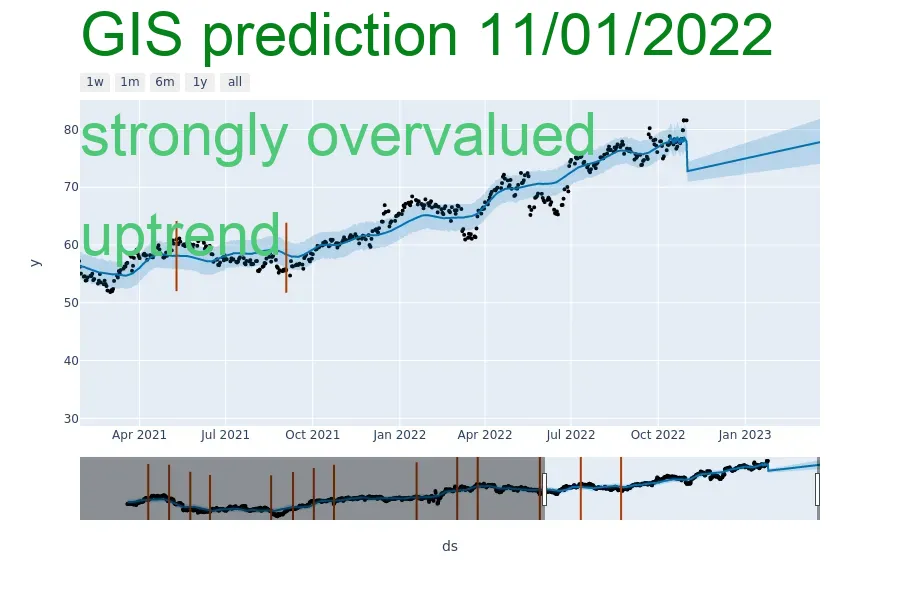 GIS prediction 11/01/2022
1w 1m 6m 1y all
strongly overvalued
uptrend
80
70
60
50
40
30
y
Apr 2021 Jul 2021 Oct 2021 Jan 2022 Apr 2022 Jul 2022 Oct 2022 Jan 2023
ds